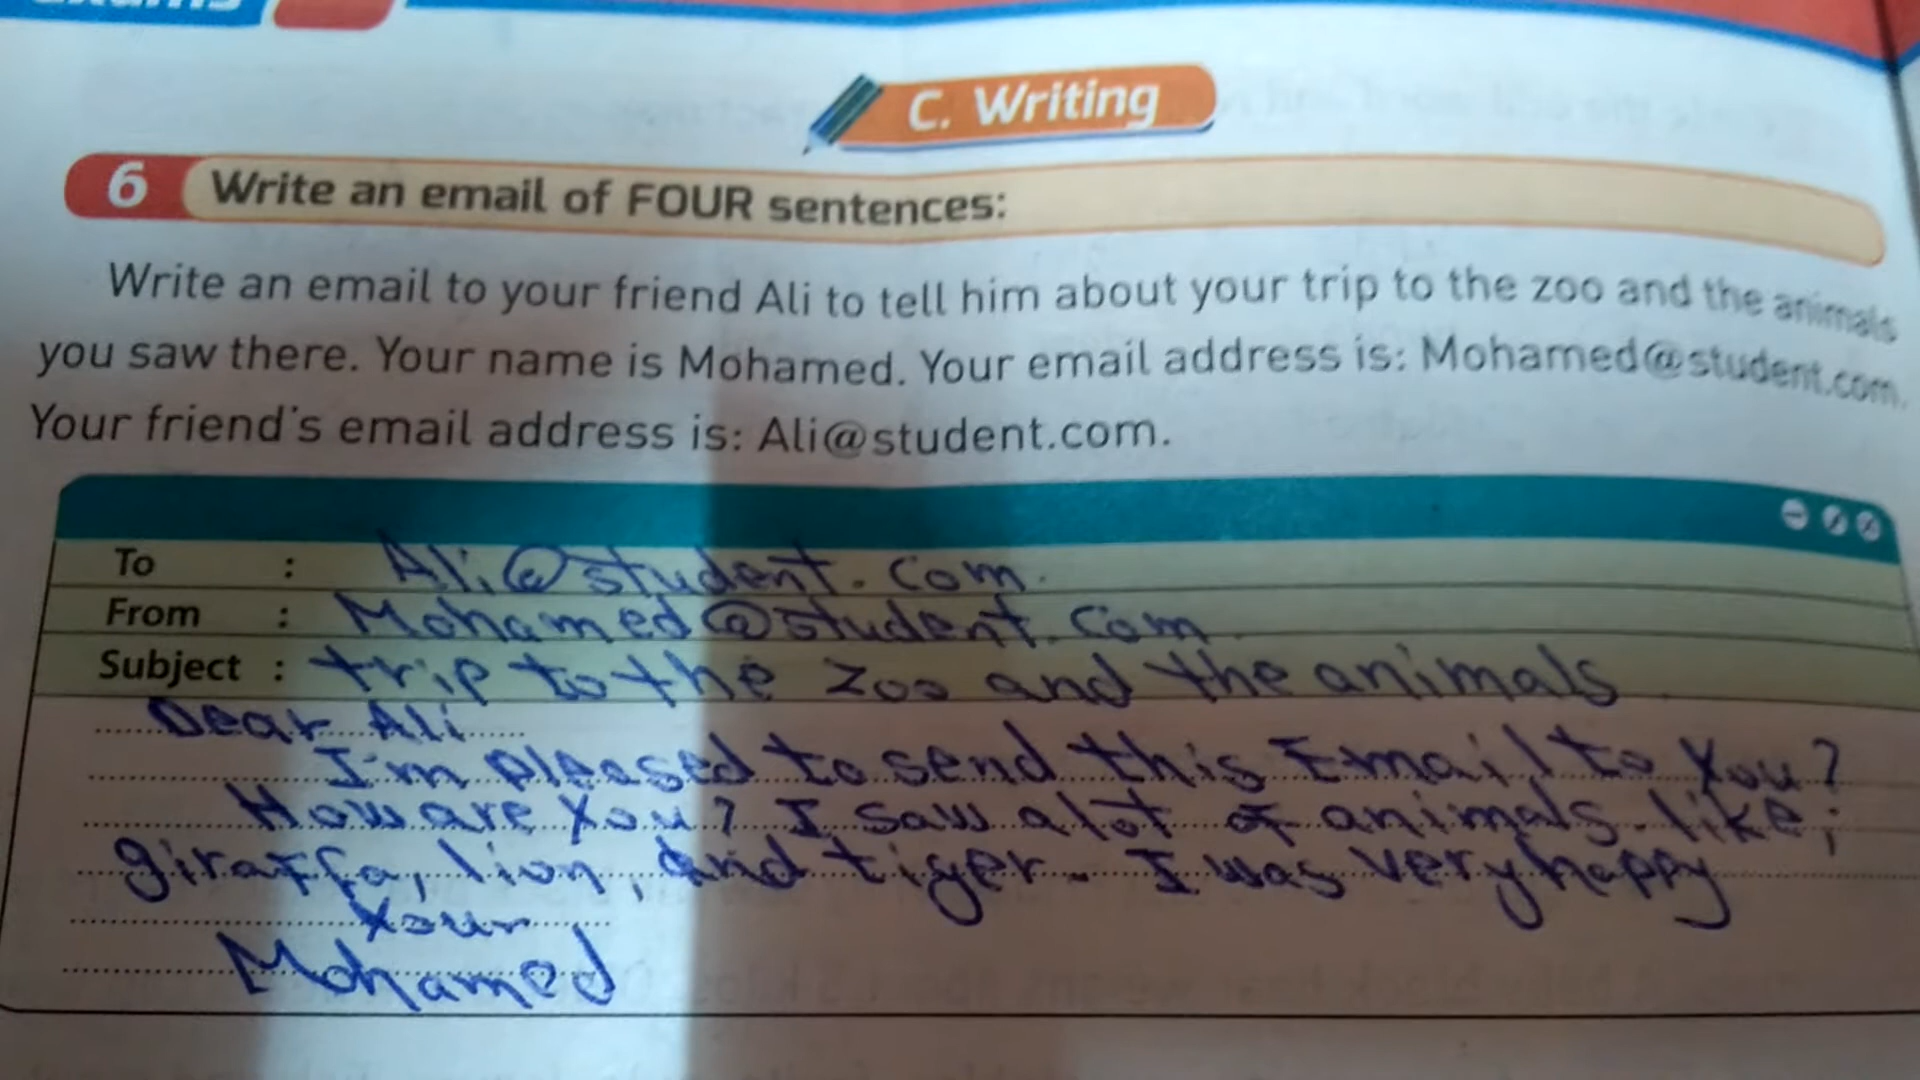 C. Writing
6 Write an email of FOUR sentences:
Write an email to your friend Ali to tell him about your trip to the zoo and the animals
you saw there. Your name is Mohamed. Your email address is: Mohamed@student.com.
Your friend's email address is: Ali@student.com.
To : Ali@student.com.
From : Mohamed@student.com
Subject : trip to the zoo and the animals
Dear Ali
I'm pleased to send this Email to you?
How are you? I saw alot of animals like;
giraffa, lion, and tiger. I was very happy
Your
Mohamed